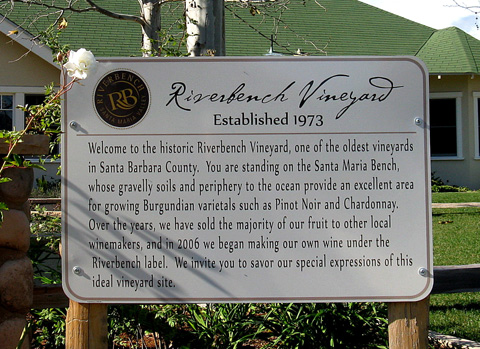 RIVERBENCH
RB
SANTA MARIA
Riverbench Vineyard
Established 1973
Welcome to the historic Riverbench Vineyard, one of the oldest vineyards
in Santa Barbara County. You are standing on the Santa Maria Bench,
whose gravelly soils and periphery to the ocean provide an excellent area
for growing Burgundian varietals such as Pinot Noir and Chardonnay.
Over the years, we have sold the majority of our fruit to other local
winemakers, and in 2006 we began making our own wine under the
Riverbench label. We invite you to savor our special expressions of this
ideal vineyard site.